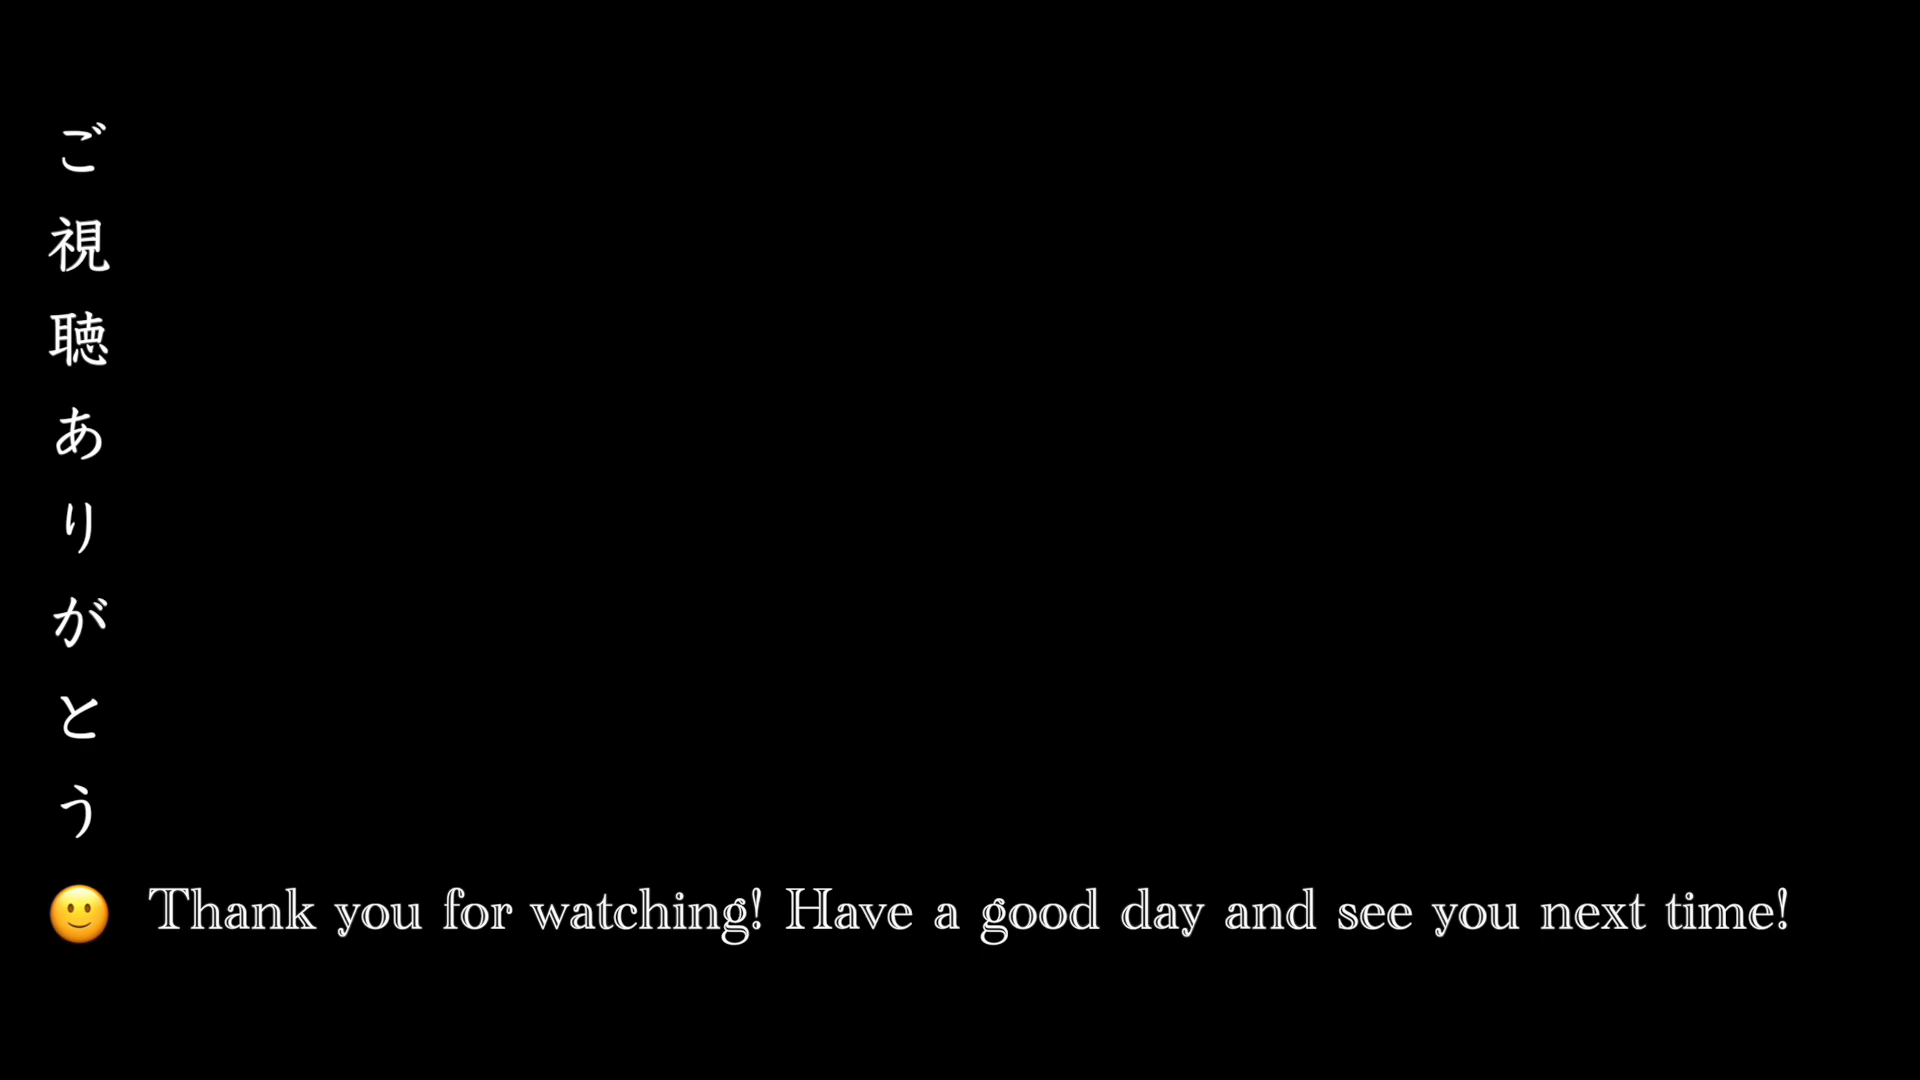 ご視聴ありがとう
🙂 Thank you for watching! Have a good day and see you next time!